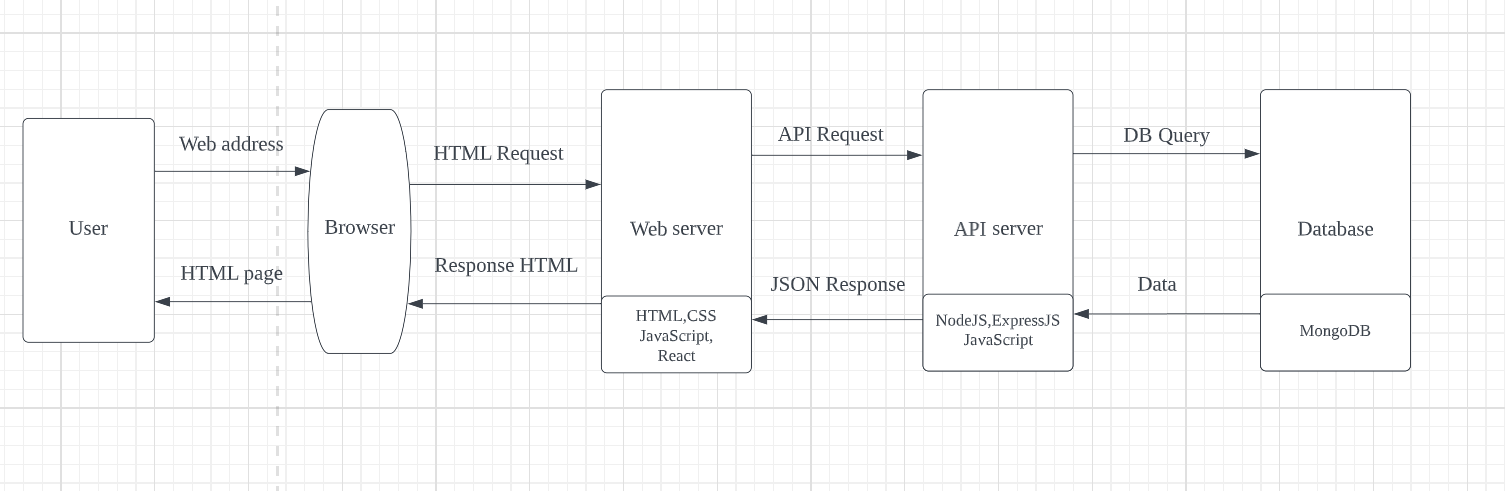 User
Web address
HTML page
Browser
HTML Request
Response HTML
Web server
HTML,CSS
JavaScript,
React
API Request
JSON Response
API server
NodeJS,ExpressJS
JavaScript
DB Query
Data
Database
MongoDB